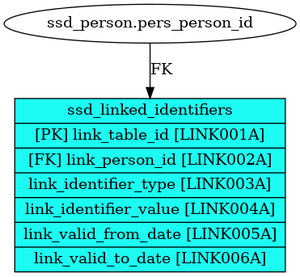 ssd_person.pers_person_id
FK
ssd_linked_identifiers
[PK] link_table_id [LINK001A]
[FK] link_person_id [LINK002A]
link_identifier_type [LINK003A]
link_identifier_value [LINK004A]
link_valid_from_date [LINK005A]
link_valid_to_date [LINK006A]